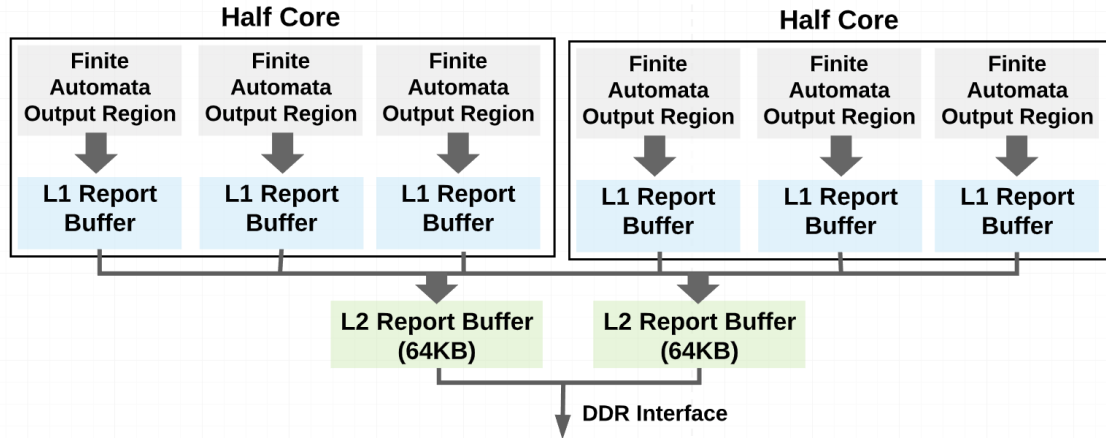 Half Core
Half Core
Finite
Automata
Output Region
Finite
Automata
Output Region
Finite
Automata
Output Region
Finite
Automata
Output Region
Finite
Automata
Output Region
Finite
Automata
Output Region
L1 Report
Buffer
L1 Report
Buffer
L1 Report
Buffer
L1 Report
Buffer
L1 Report
Buffer
L1 Report
Buffer
L2 Report Buffer
(64KB)
L2 Report Buffer
(64KB)
DDR Interface